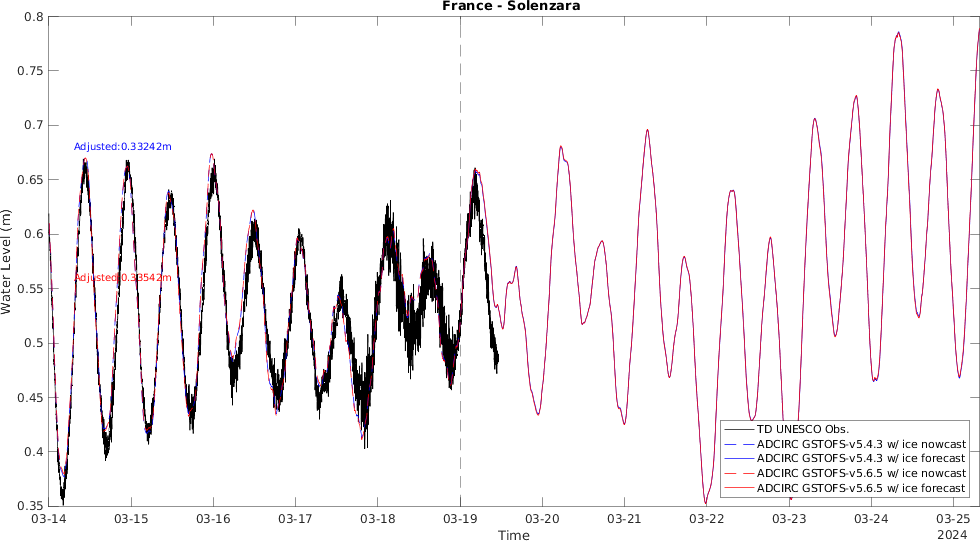 France - Solenzara
0.8
0.75
0.7
0.65
0.6
0.55
0.5
0.45
0.4
0.35
Water Level (m)
Adjusted:0.33242m
Adjusted:0.33542m
TD UNESCO Obs.
ADCIRC GSTOFS-v5.4.3 w/ ice nowcast
ADCIRC GSTOFS-v5.4.3 w/ ice forecast
ADCIRC GSTOFS-v5.6.5 w/ ice nowcast
ADCIRC GSTOFS-v5.6.5 w/ ice forecast
03-14 03-15 03-16 03-17 03-18 03-19 03-20 03-21 03-22 03-23 03-24 03-25
Time
2024